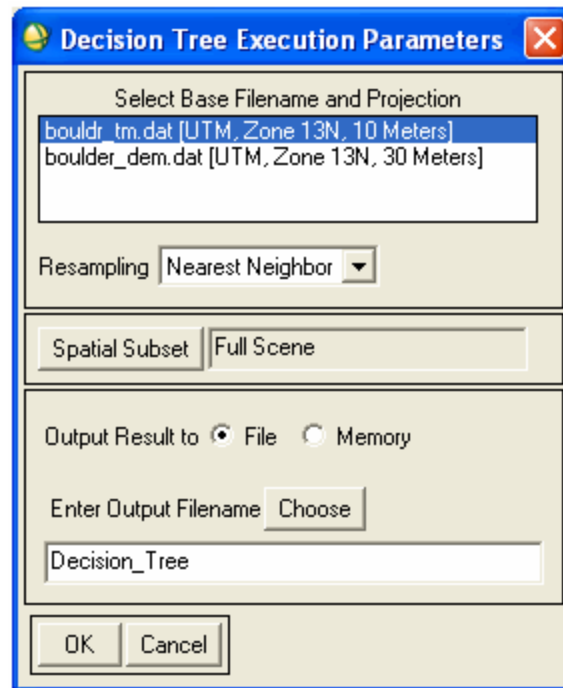 Decision Tree Execution Parameters
Select Base Filename and Projection
bouldr_tm.dat [UTM, Zone 13N, 10 Meters]
boulder_dem.dat [UTM, Zone 13N, 30 Meters]
Resampling Nearest Neighbor
Spatial Subset Full Scene
Output Result to File Memory
Enter Output Filename Choose
Decision_Tree
OK Cancel